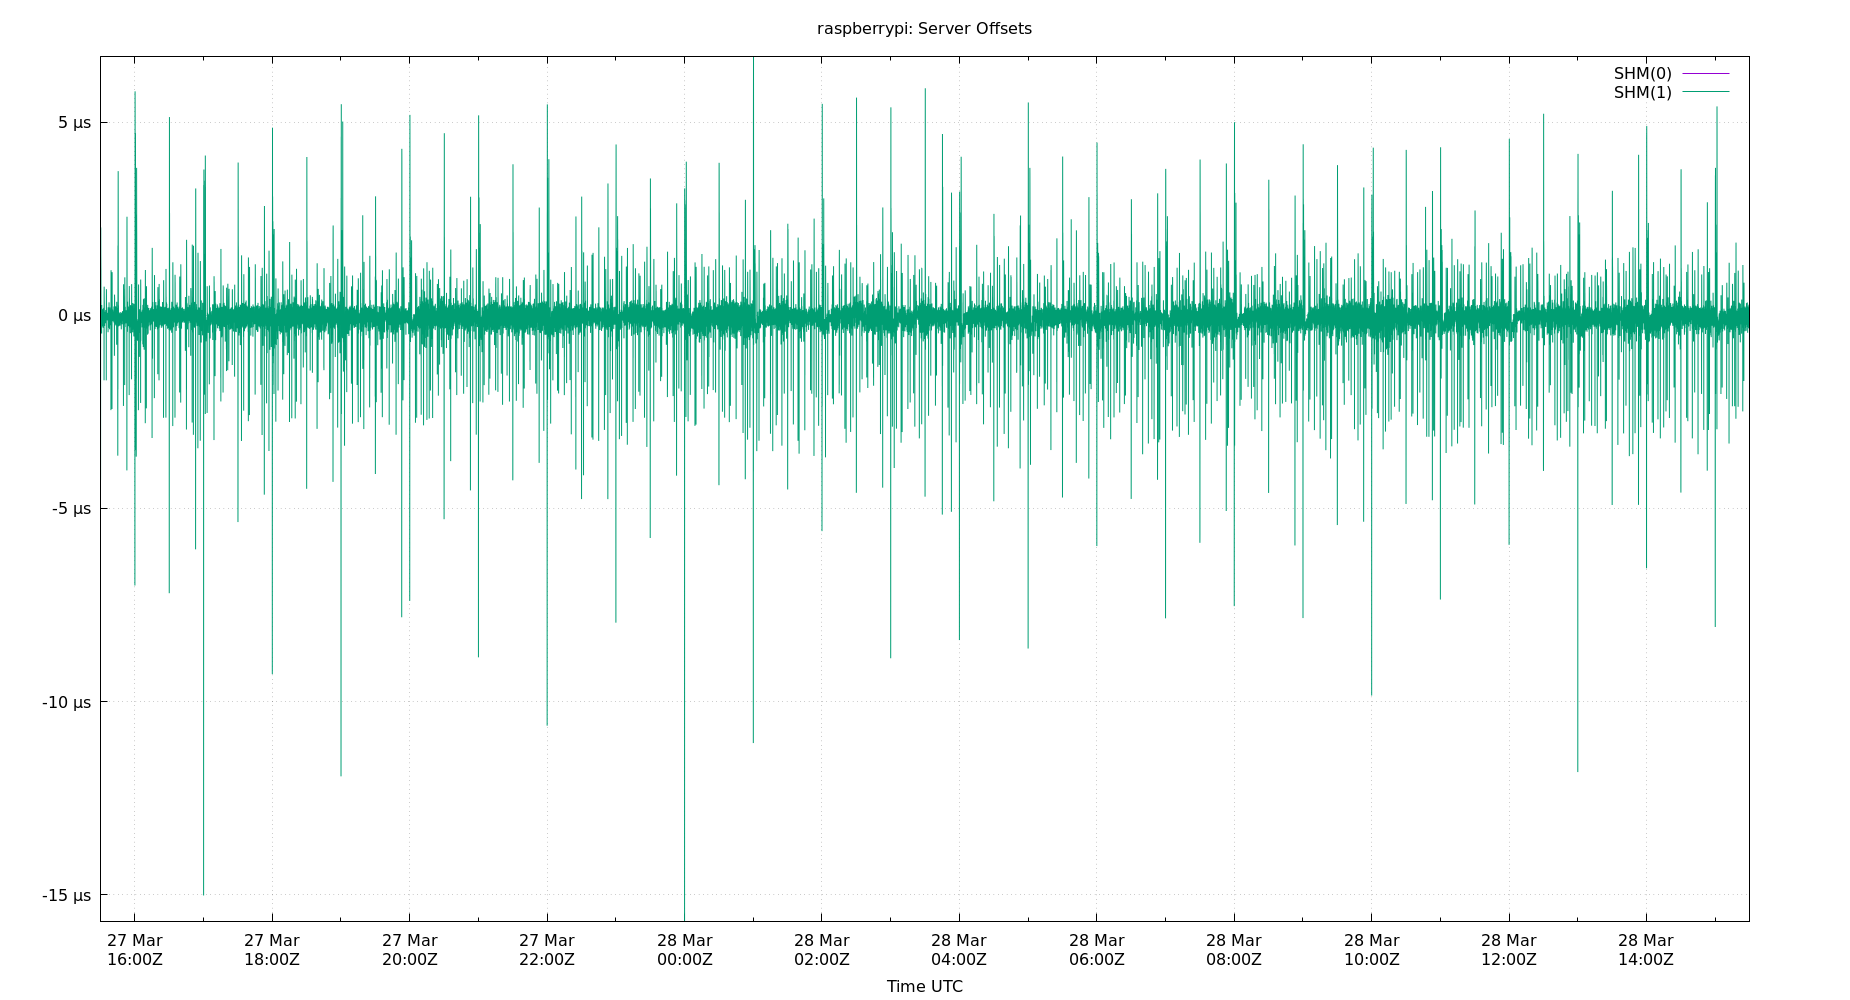 raspberrypi: Server Offsets
SHM(0)
SHM(1)
5 µs
0 µs
-5 µs
-10 µs
-15 µs
27 Mar
16:00Z
27 Mar
18:00Z
27 Mar
20:00Z
27 Mar
22:00Z
28 Mar
00:00Z
28 Mar
02:00Z
28 Mar
04:00Z
28 Mar
06:00Z
28 Mar
08:00Z
28 Mar
10:00Z
28 Mar
12:00Z
28 Mar
14:00Z
Time UTC